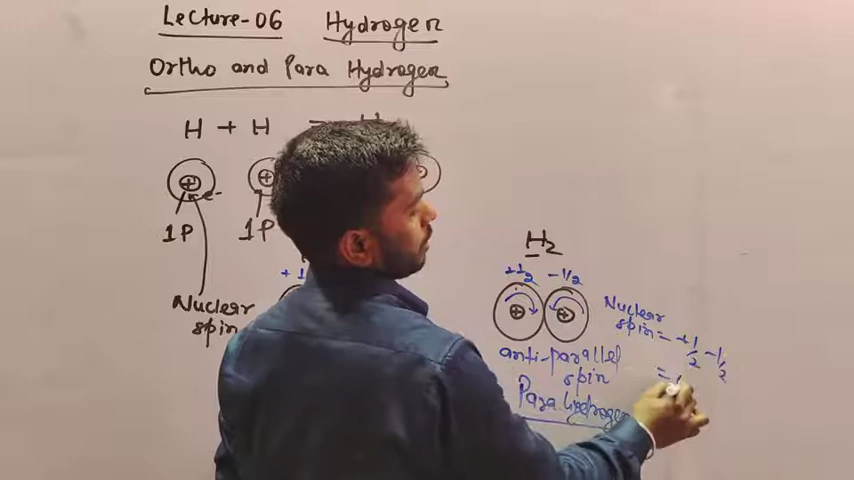 Lecture-06 Hydrogen
Ortho and Para Hydrogen
H + H
+ + e-
1P 1P
Nuclear
spin
+1
H2
+1/2 -1/2
+ +
anti-parallel
spin
Para hydrogen
Nuclear
spin = +1/2 -1/2
=